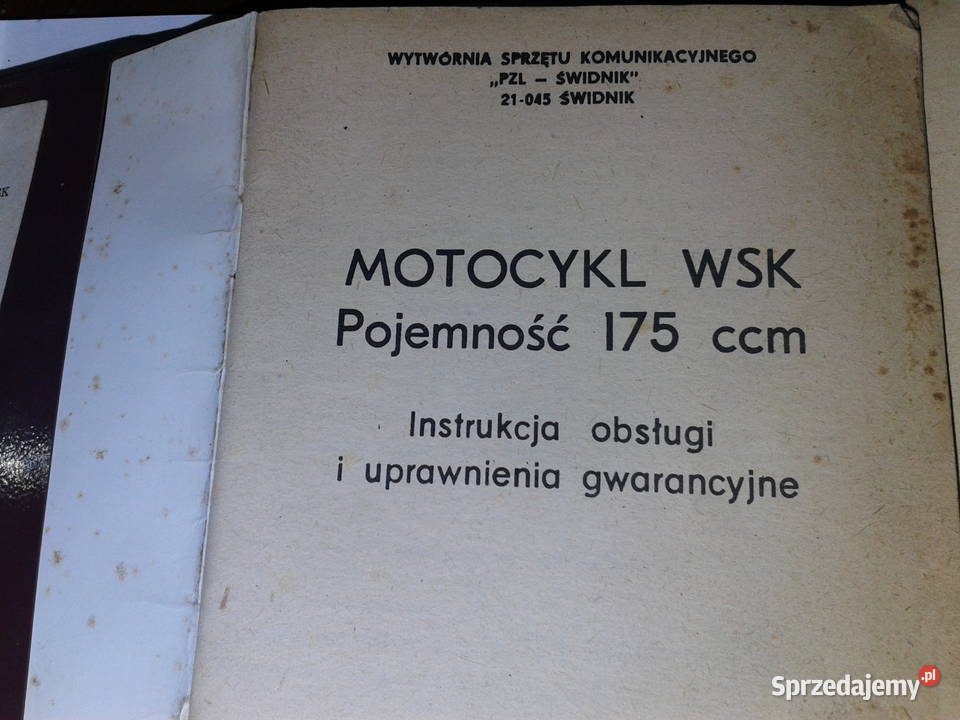 WYTWÓRNIA SPRZĘTU KOMUNIKACYJNEGO
„PZL – ŚWIDNIK"
21-045 ŚWIDNIK
MOTOCYKL WSK
Pojemność 175 ccm
Instrukcja obsługi
i uprawnienia gwarancyjne
Sprzedajemy.pl